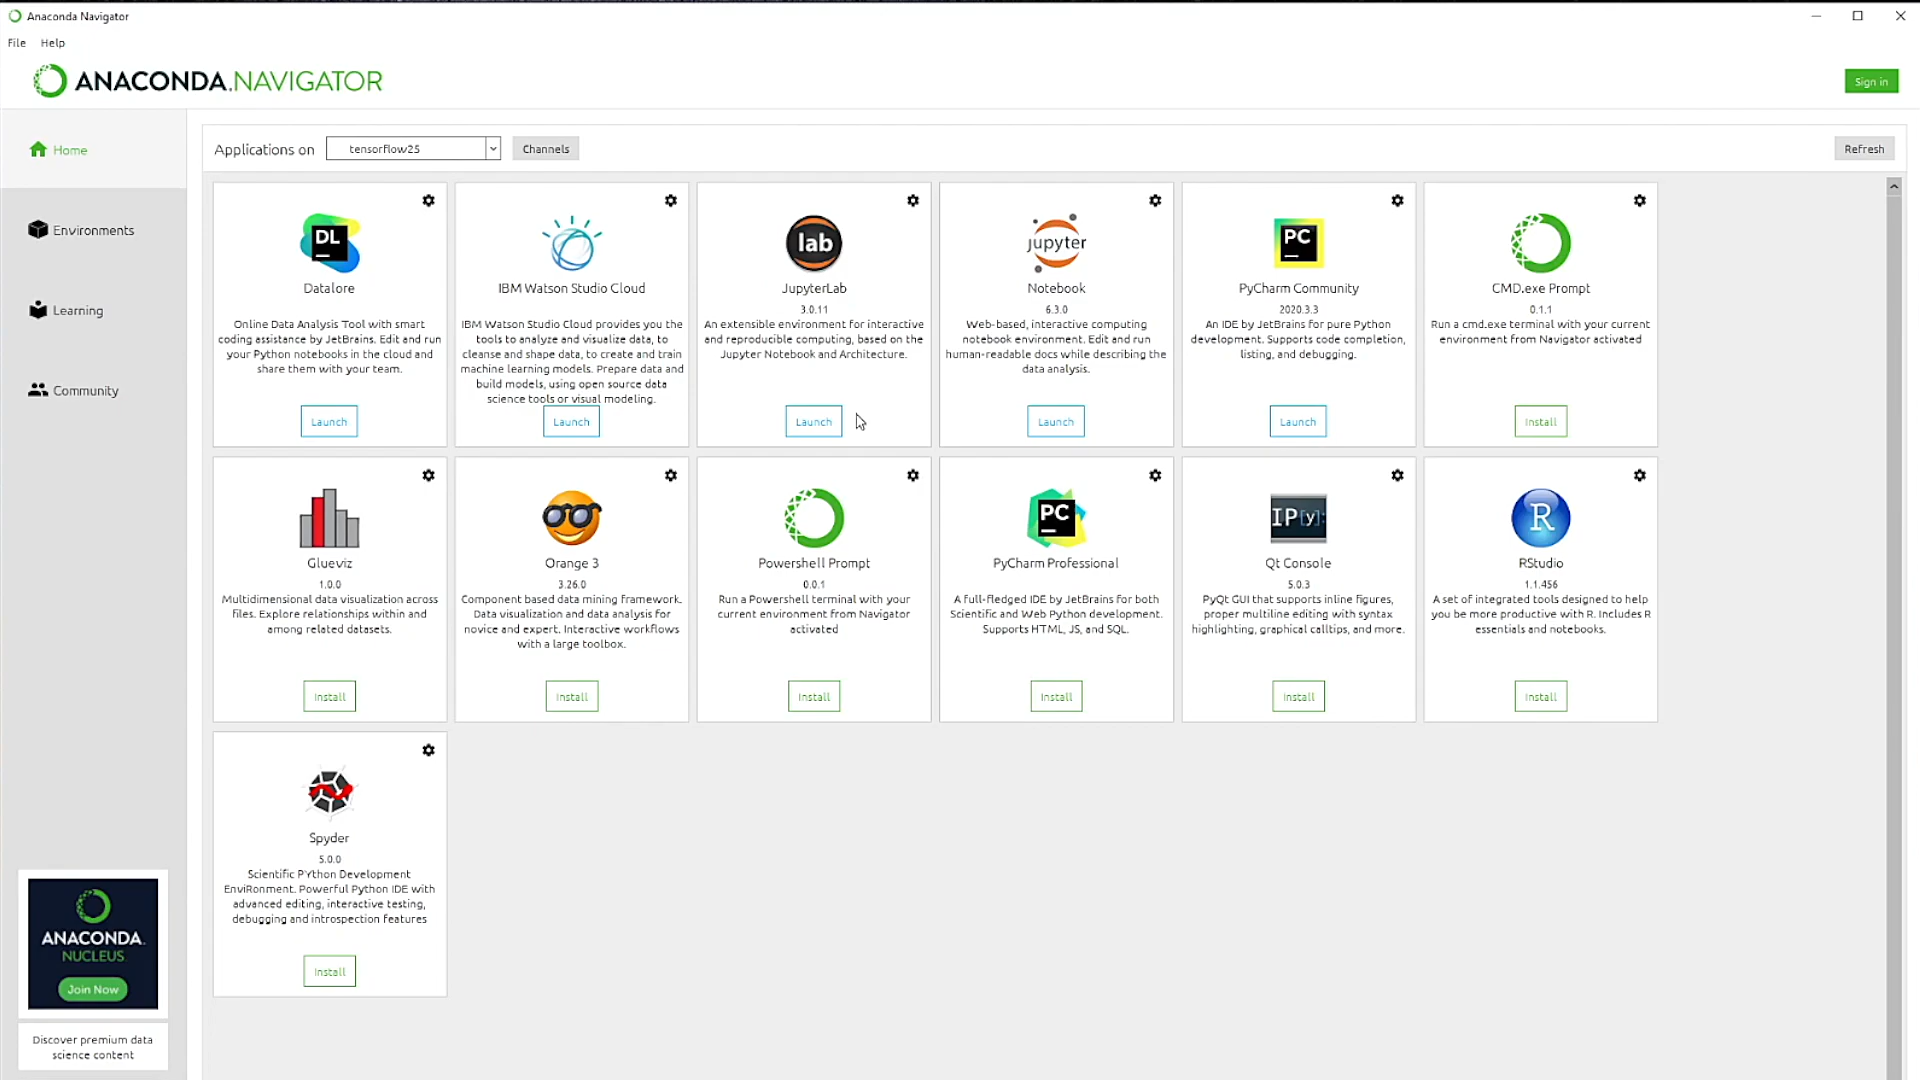 Anaconda Navigator
File Help
ANACONDA.NAVIGATOR
Sign in
Home
Environments
Learning
Community
Applications on tensorflow25 Channels Refresh
DL
Datalore
Online Data Analysis Tool with smart
coding assistance by JetBrains. Edit and run
your Python notebooks in the cloud and
share them with your team.
Launch
IBM Watson Studio Cloud
IBM Watson Studio Cloud provides you the
tools to analyze and visualize data, to
cleanse and shape data, to create and train
machine learning models. Prepare data and
build models, using open source data
science tools or visual modeling.
Launch
lab
JupyterLab
3.0.11
An extensible environment for interactive
and reproducible computing, based on the
Jupyter Notebook and Architecture.
Launch
jupyter
Notebook
6.3.0
Web-based, interactive computing
notebook environment. Edit and run
human-readable docs while describing the
data analysis.
Launch
PC
PyCharm Community
2020.3.3
An IDE by JetBrains for pure Python
development. Supports code completion,
listing, and debugging.
Launch
CMD.exe Prompt
0.1.1
Run a cmd.exe terminal with your current
environment from Navigator activated
Install
Glueviz
1.0.0
Multidimensional data visualization across
files. Explore relationships within and
among related datasets.
Install
Orange 3
3.26.0
Component based data mining framework.
Data visualization and data analysis for
novice and expert. Interactive workflows
with a large toolbox.
Install
Powershell Prompt
0.0.1
Run a Powershell terminal with your
current environment from Navigator
activated
Install
PC
PyCharm Professional
A full-fledged IDE by JetBrains for both
Scientific and Web Python development.
Supports HTML, JS, and SQL.
Install
IP[y]:
Qt Console
5.0.3
PyQt GUI that supports inline figures,
proper multiline editing with syntax
highlighting, graphical calltips, and more.
Install
R
RStudio
1.1.456
A set of integrated tools designed to help
you be more productive with R. Includes R
essentials and notebooks.
Install
Spyder
5.0.0
Scientific PYthon Development
EnviRonment. Powerful Python IDE with
advanced editing, interactive testing,
debugging and introspection features
Install
ANACONDA.
NUCLEUS
Join Now
Discover premium data
science content